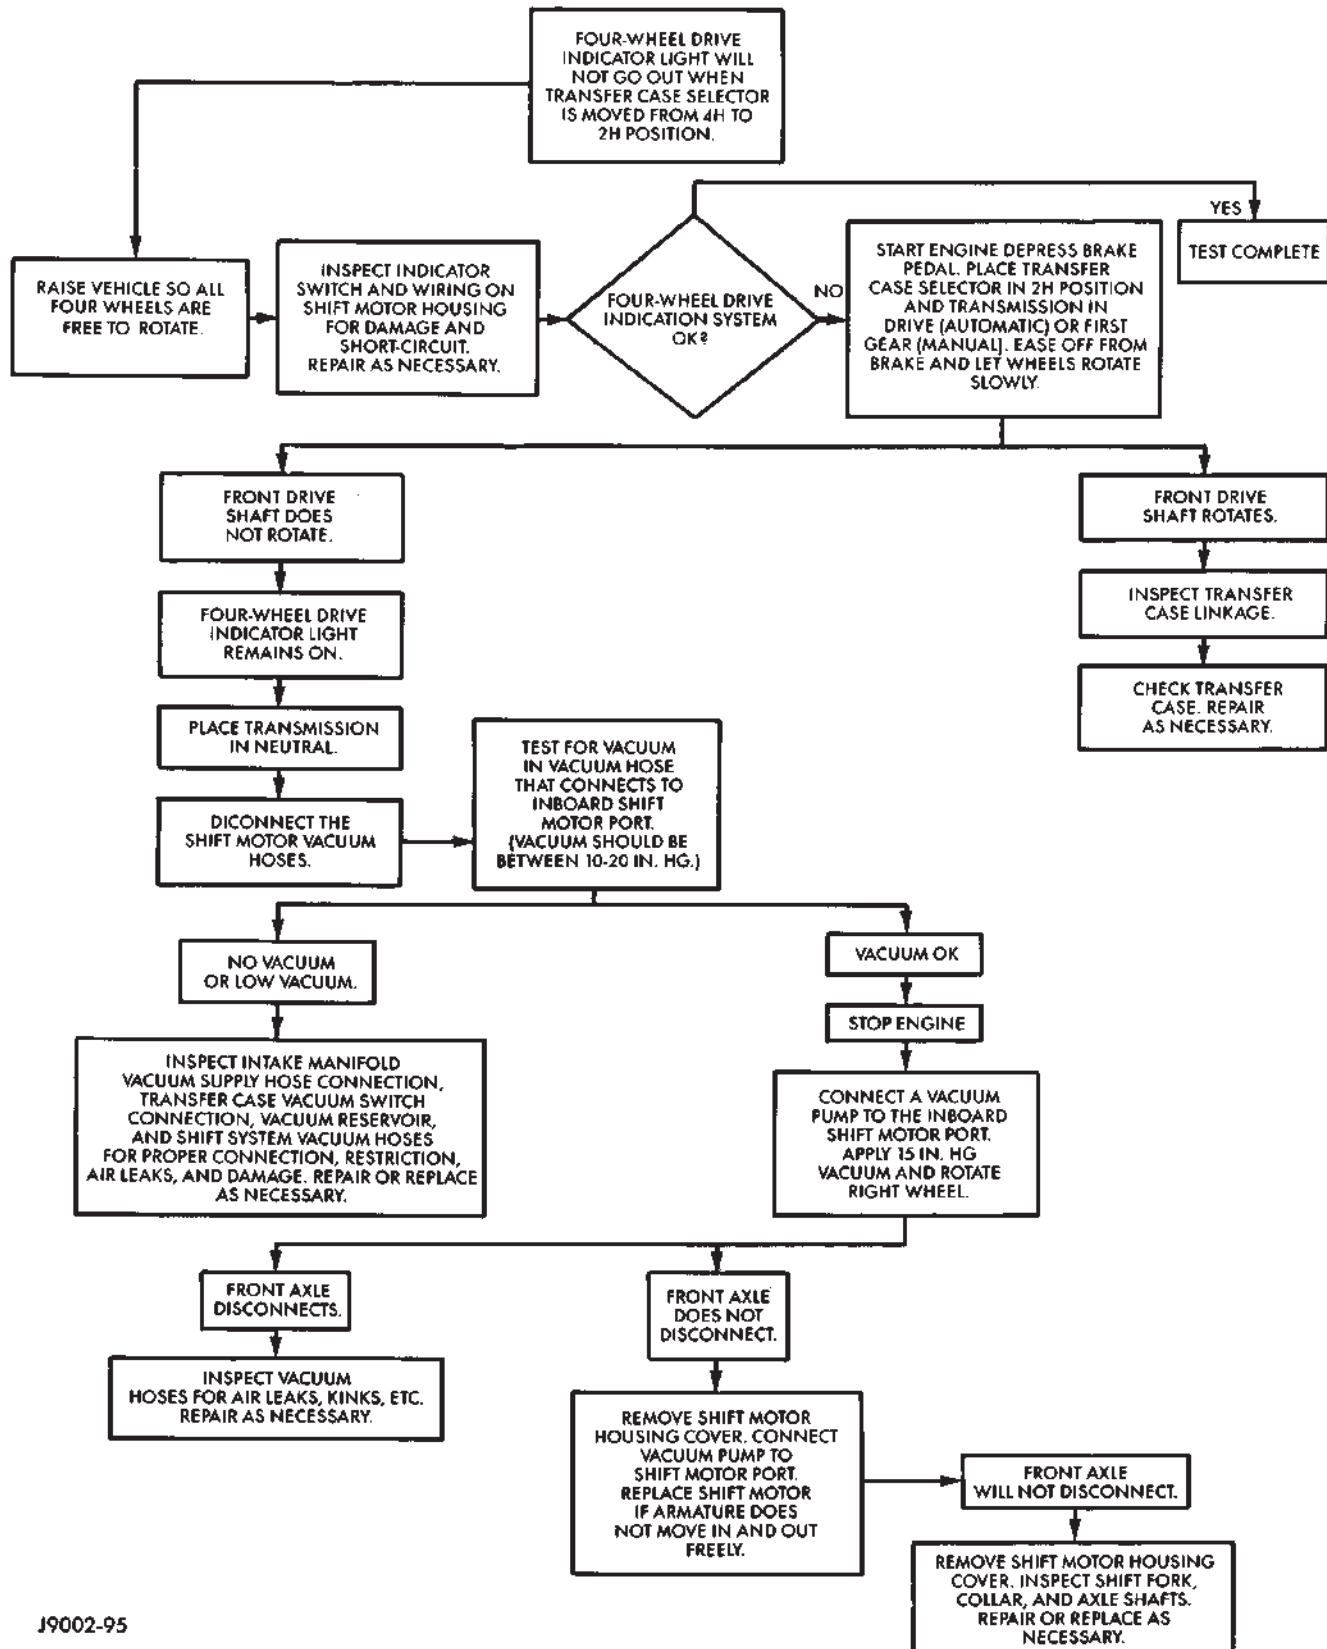 FOUR-WHEEL DRIVE
INDICATOR LIGHT WILL
NOT GO OUT WHEN
TRANSFER CASE SELECTOR
IS MOVED FROM 4H TO
2H POSITION.
RAISE VEHICLE SO ALL
FOUR WHEELS ARE
FREE TO ROTATE.
INSPECT INDICATOR
SWITCH AND WIRING ON
SHIFT MOTOR HOUSING
FOR DAMAGE AND
SHORT-CIRCUIT.
REPAIR AS NECESSARY.
FOUR-WHEEL DRIVE
INDICATION SYSTEM
OK?
YES
TEST COMPLETE
NO
START ENGINE DEPRESS BRAKE
PEDAL. PLACE TRANSFER
CASE SELECTOR IN 2H POSITION
AND TRANSMISSION IN
DRIVE (AUTOMATIC) OR FIRST
GEAR (MANUAL). EASE OFF FROM
BRAKE AND LET WHEELS ROTATE
SLOWLY.
FRONT DRIVE
SHAFT DOES
NOT ROTATE.
FRONT DRIVE
SHAFT ROTATES.
FOUR-WHEEL DRIVE
INDICATOR LIGHT
REMAINS ON.
INSPECT TRANSFER
CASE LINKAGE.
PLACE TRANSMISSION
IN NEUTRAL.
CHECK TRANSFER
CASE. REPAIR
AS NECESSARY.
DICONNECT THE
SHIFT MOTOR VACUUM
HOSES.
TEST FOR VACUUM
IN VACUUM HOSE
THAT CONNECTS TO
INBOARD SHIFT
MOTOR PORT.
(VACUUM SHOULD BE
BETWEEN 10-20 IN. HG.)
NO VACUUM
OR LOW VACUUM.
VACUUM OK
STOP ENGINE
INSPECT INTAKE MANIFOLD
VACUUM SUPPLY HOSE CONNECTION,
TRANSFER CASE VACUUM SWITCH
CONNECTION, VACUUM RESERVOIR,
AND SHIFT SYSTEM VACUUM HOSES
FOR PROPER CONNECTION, RESTRICTION,
AIR LEAKS, AND DAMAGE. REPAIR OR REPLACE
AS NECESSARY.
CONNECT A VACUUM
PUMP TO THE INBOARD
SHIFT MOTOR PORT.
APPLY 15 IN. HG
VACUUM AND ROTATE
RIGHT WHEEL.
FRONT AXLE
DISCONNECTS.
FRONT AXLE
DOES NOT
DISCONNECT.
INSPECT VACUUM
HOSES FOR AIR LEAKS, KINKS, ETC.
REPAIR AS NECESSARY.
REMOVE SHIFT MOTOR
HOUSING COVER. CONNECT
VACUUM PUMP TO
SHIFT MOTOR PORT.
REPLACE SHIFT MOTOR
IF ARMATURE DOES
NOT MOVE IN AND OUT
FREELY.
FRONT AXLE
WILL NOT DISCONNECT.
REMOVE SHIFT MOTOR HOUSING
COVER. INSPECT SHIFT FORK,
COLLAR, AND AXLE SHAFTS.
REPAIR OR REPLACE AS
NECESSARY.
J9002-95